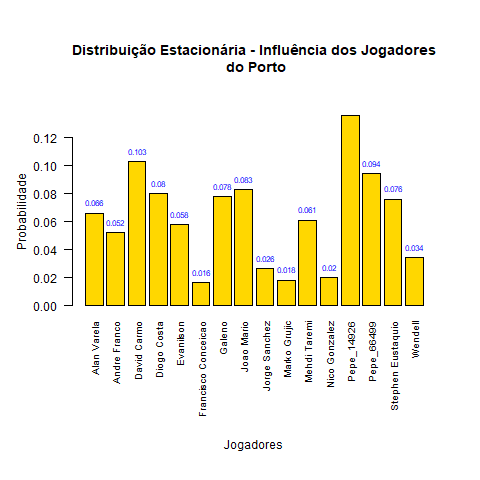 Distribuição Estacionária - Influência dos Jogadores
do Porto
Probabilidade
0.12
0.10
0.08
0.06
0.04
0.02
0.00
0.066
0.052
0.103
0.08
0.058
0.016
0.078
0.083
0.026
0.018
0.061
0.02
0.094
0.076
0.034
Alan Varela
Andre Franco
David Carmo
Diogo Costa
Evanilson
Francisco Conceicao
Galeno
Joao Mario
Jorge Sanchez
Marko Grujic
Mehdi Taremi
Nico Gonzalez
Pepe_14926
Pepe_66499
Stephen Eustaquio
Wendell
Jogadores